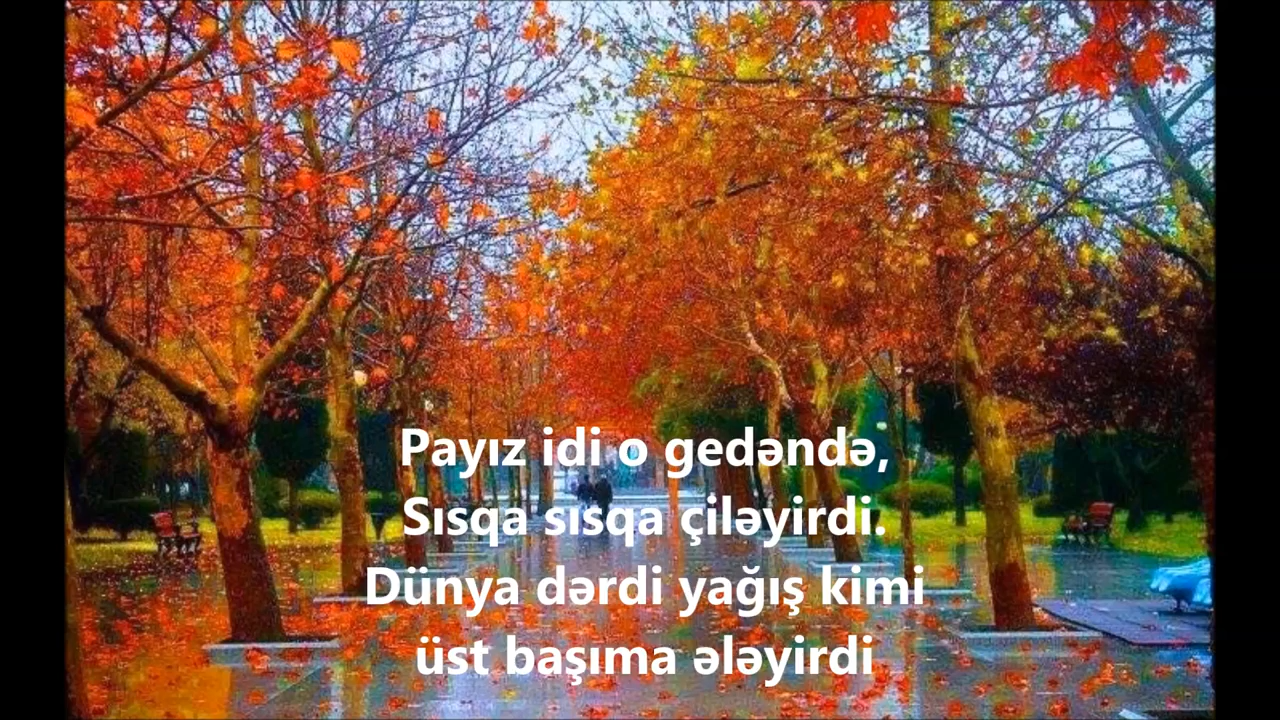 Payız idi o gedəndə,
Sısqa sısqa çiləyirdi.
Dünya dərdi yağış kimi
üst başıma ələyirdi